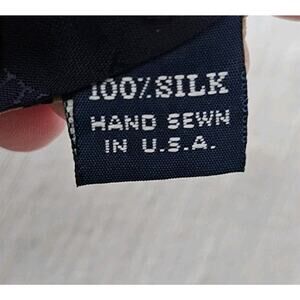 100% SILK
HAND SEWN
IN U.S.A.